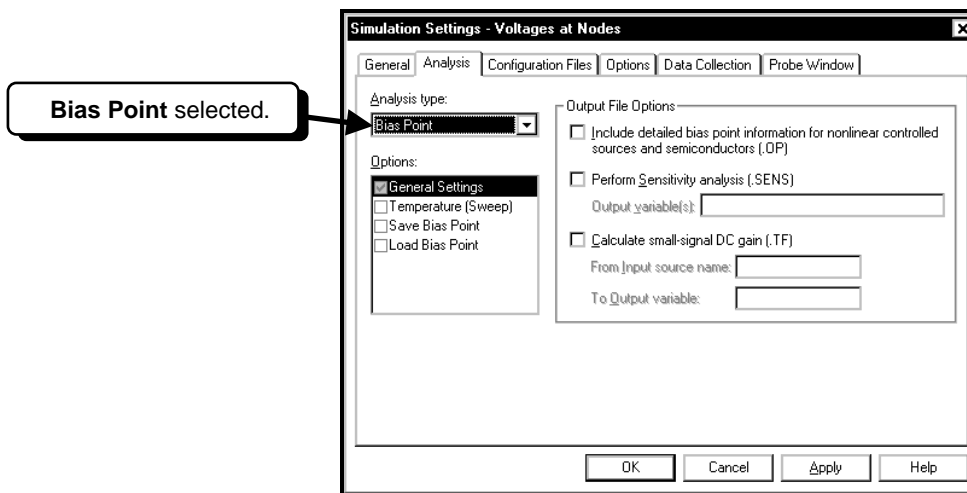 Simulation Settings - Voltages at Nodes
General Analysis Configuration Files Options Data Collection Probe Window
Bias Point selected.
Analysis type:
Bias Point
Options:
General Settings
Temperature (Sweep)
Save Bias Point
Load Bias Point
Output File Options
Include detailed bias point information for nonlinear controlled
sources and semiconductors (.OP)
Perform Sensitivity analysis (.SENS)
Output variable(s):
Calculate small-signal DC gain (.TF)
From Input source name:
To Output variable:
OK Cancel Apply Help